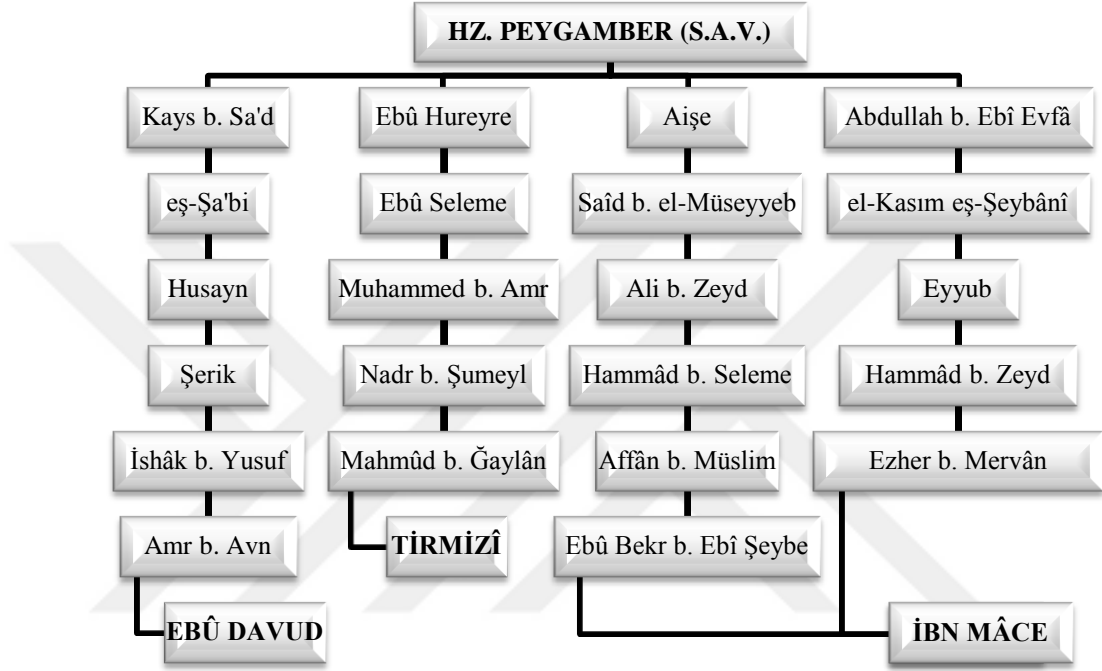 HZ. PEYGAMBER (S.A.V.)
Kays b. Sa'd
Ebû Hureyre
Aişe
Abdullah b. Ebî Evfâ
eş-Şa'bi
Ebû Seleme
Saîd b. el-Müseyyeb
el-Kasım eş-Şeybânî
Husayn
Muhammed b. Amr
Ali b. Zeyd
Eyyub
Şerik
Nadr b. Şumeyl
Hammâd b. Seleme
Hammâd b. Zeyd
İshâk b. Yusuf
Mahmûd b. Ğaylân
Affân b. Müslim
Ezher b. Mervân
Amr b. Avn
TİRMİZÎ
Ebû Bekr b. Ebî Şeybe
EBÛ DAVUD
İBN MÂCE